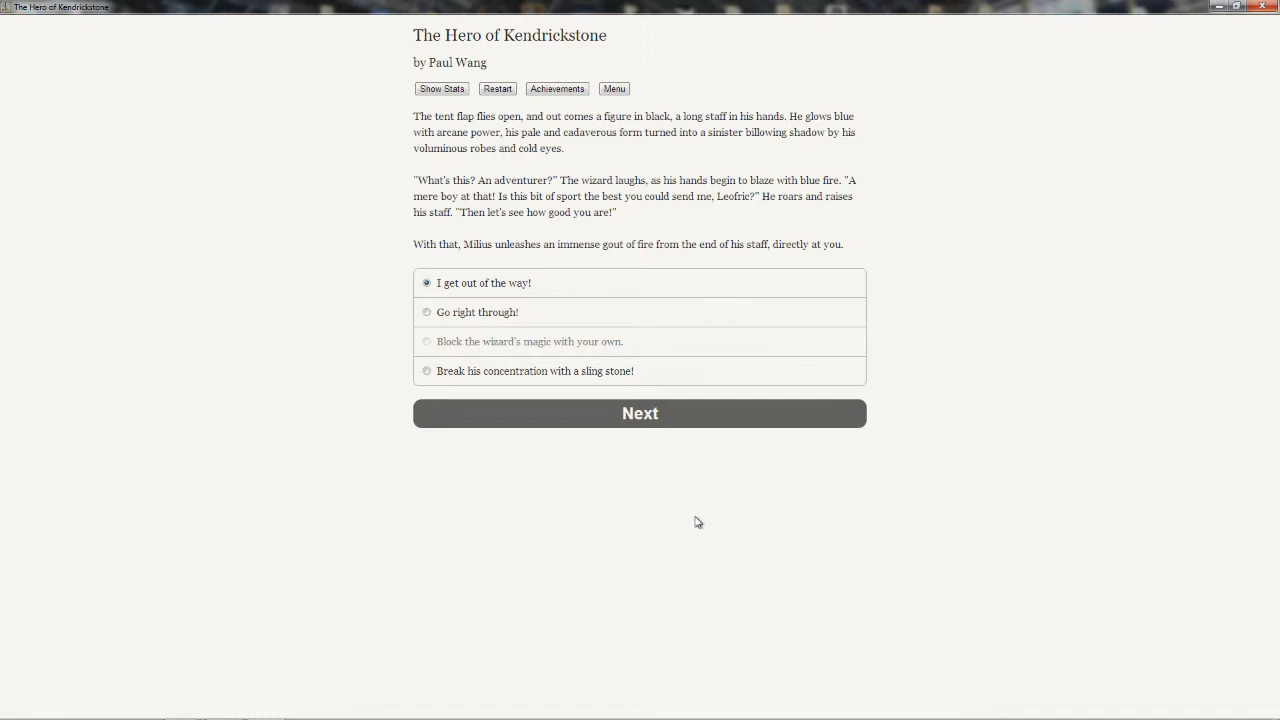 The Hero of Kendrickstone
The Hero of Kendrickstone
by Paul Wang
Show Stats Restart Achievements Menu
The tent flap flies open, and out comes a figure in black, a long staff in his hands. He glows blue
with arcane power, his pale and cadaverous form turned into a sinister billowing shadow by his
voluminous robes and cold eyes.
"What's this? An adventurer?" The wizard laughs, as his hands begin to blaze with blue fire. "A
mere boy at that! Is this bit of sport the best you could send me, Leofric?" He roars and raises
his staff. "Then let's see how good you are!"
With that, Milius unleashes an immense gout of fire from the end of his staff, directly at you.
I get out of the way!
Go right through!
Block the wizard's magic with your own.
Break his concentration with a sling stone!
Next